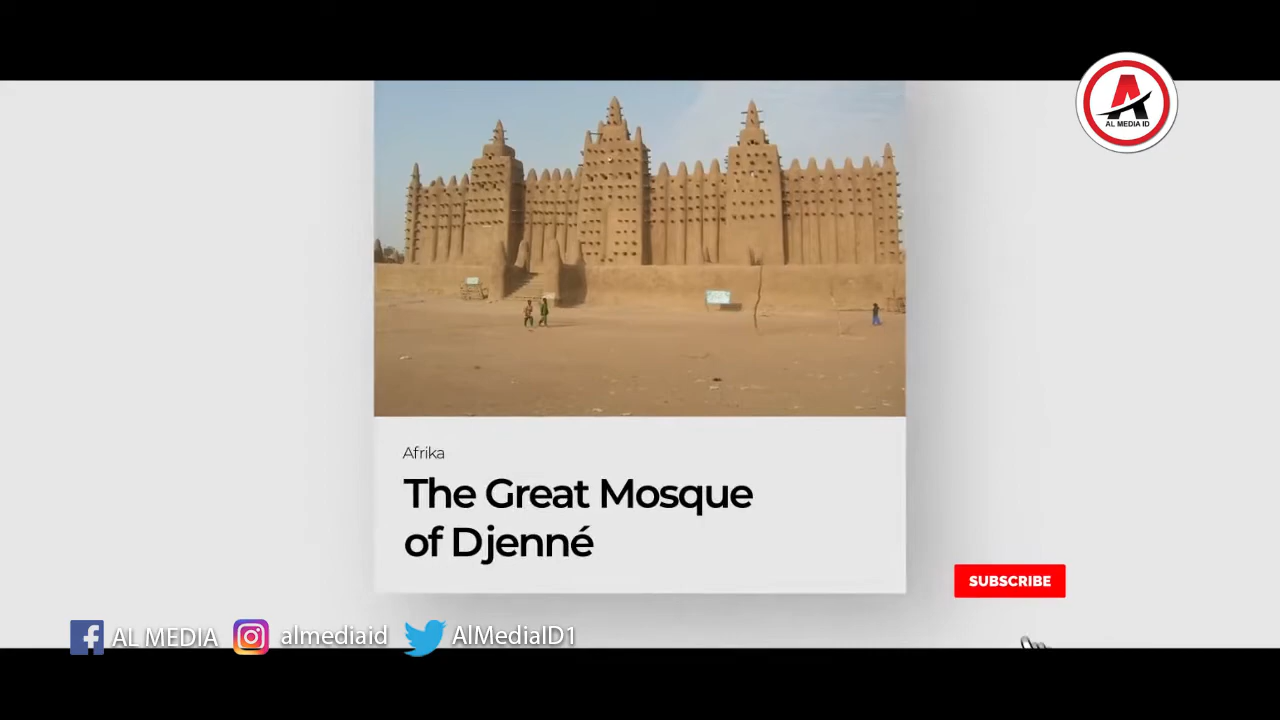 AL MEDIA ID
Afrika
The Great Mosque
of Djenné
SUBSCRIBE
AL MEDIA
almediaid
AlMediaID1